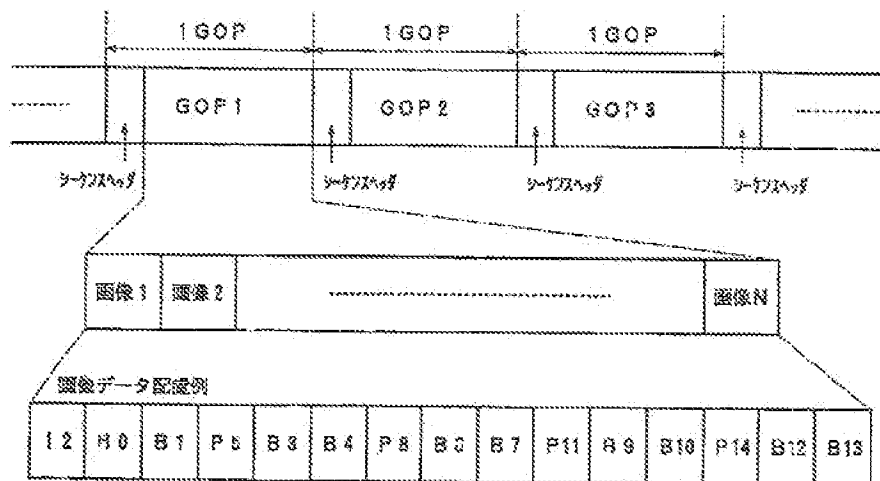 1GOP 1GOP 1GOP
GOP1 GOP2 GOP3
シーケンスヘッダ シーケンスヘッダ シーケンスヘッダ シーケンスヘッダ
画像1 画像2 画像N
画像データ配置例
I2 B0 B1 P5 B3 B4 P8 B7 P11 B9 B10 P14 B12 B13